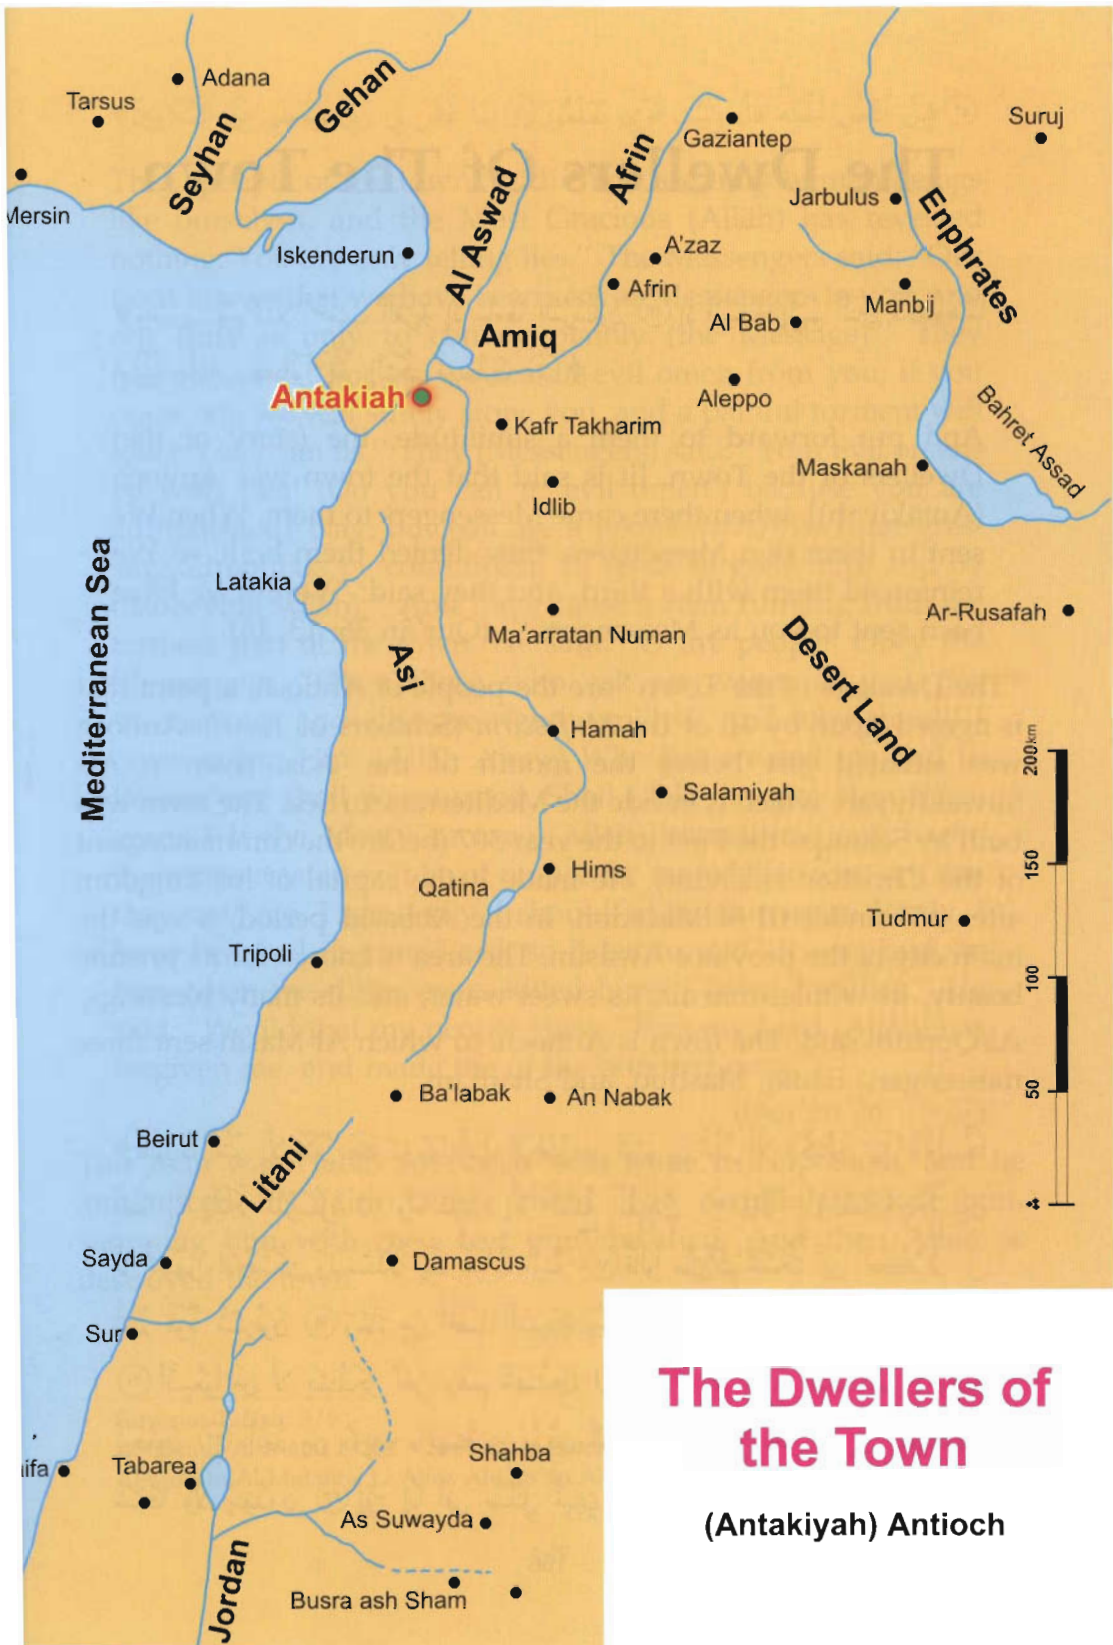 Adana
Tarsus
Gehan
Seyhan
Mersin
Gaziantep
Suruj
Afrin
Al Aswad
Jarbulus
Enphrates
Iskenderun
A'zaz
Afrin
Manbij
Al Bab
Amiq
Antakiah
Aleppo
Kafr Takharim
Bahret Assad
Maskanah
Idlib
Mediterranean Sea
Latakia
Ar-Rusafah
Ma'arratan Numan
Asi
Desert Land
Hamah
Salamiyah
200km
150
100
50
Hims
Qatina
Tudmur
Tripoli
Ba'labak
An Nabak
Beirut
Litani
Sayda
Damascus
Sur
The Dwellers of
the Town
(Antakiyah) Antioch
aifa
Tabarea
Shahba
As Suwayda
Busra ash Sham
Jordan